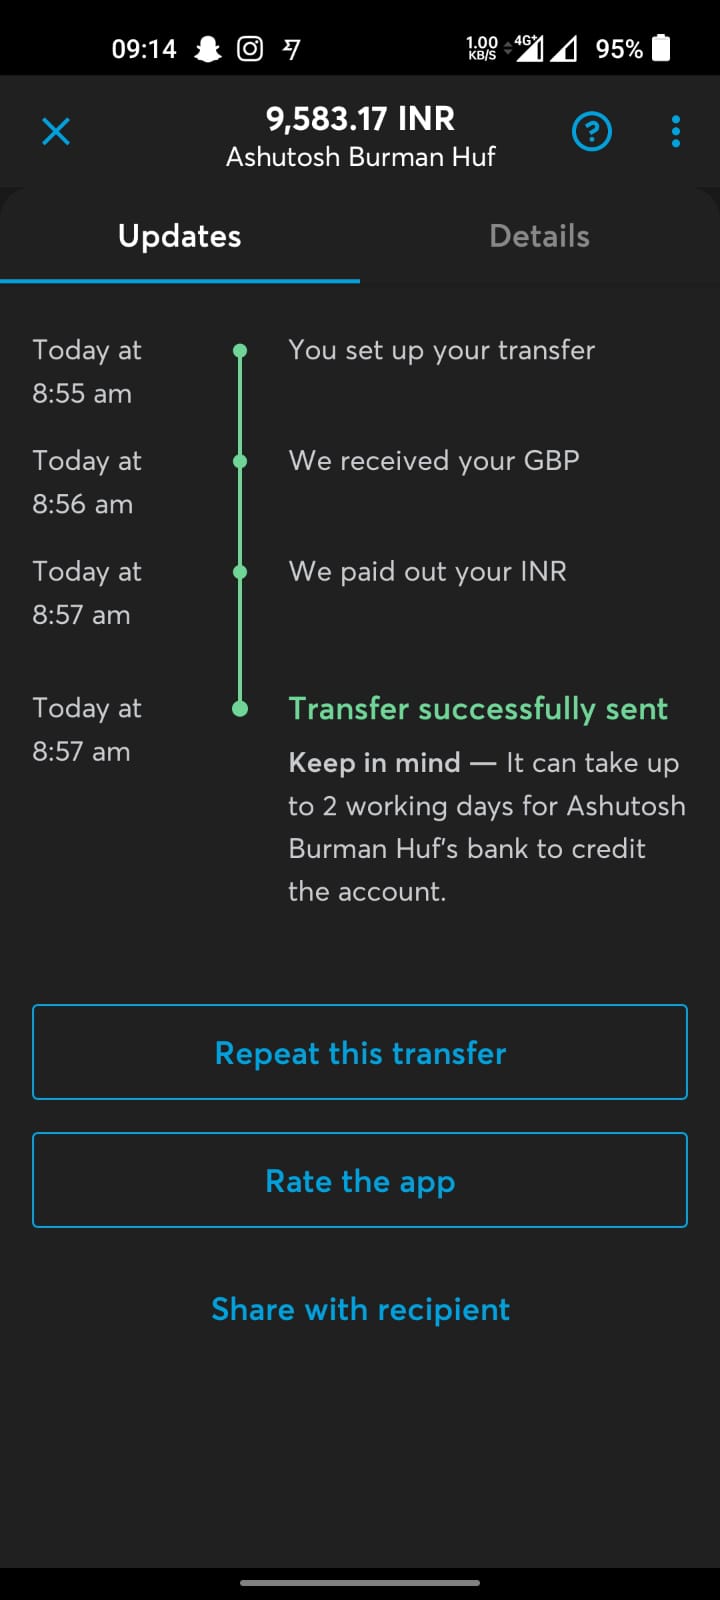 09:14 1.00 KB/S 4G+ 95%
9,583.17 INR
Ashutosh Burman Huf
Updates Details
Today at
8:55 am
You set up your transfer
Today at
8:56 am
We received your GBP
Today at
8:57 am
We paid out your INR
Today at
8:57 am
Transfer successfully sent
Keep in mind — It can take up
to 2 working days for Ashutosh
Burman Huf's bank to credit
the account.
Repeat this transfer
Rate the app
Share with recipient